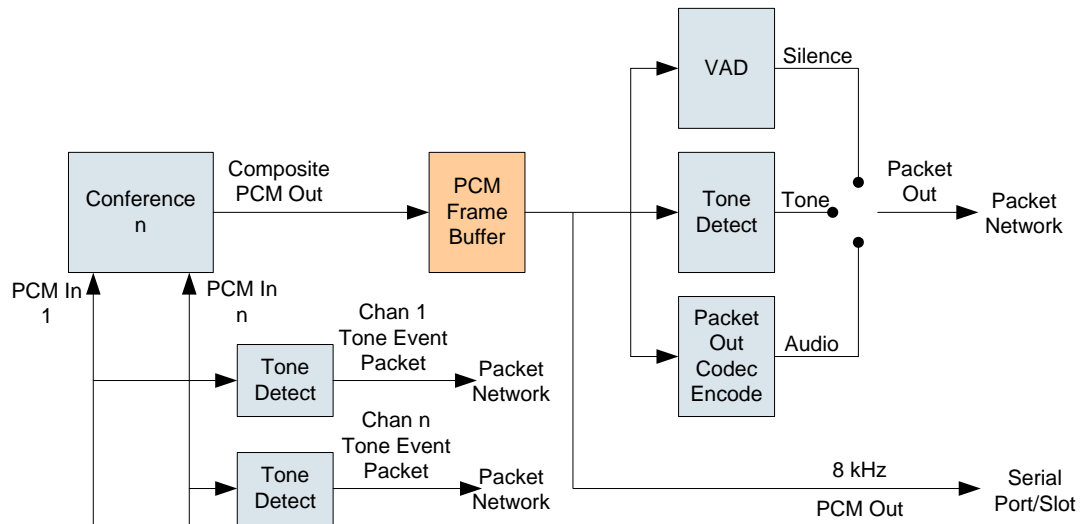 VAD
Silence
Conference
n
Composite
PCM Out
PCM
Frame
Buffer
Tone
Detect
Tone
Packet
Out
Packet
Network
PCM In
1
PCM In
n
Chan 1
Tone Event
Packet
Tone
Detect
Packet
Network
Packet
Out
Codec
Encode
Audio
Chan n
Tone Event
Packet
Tone
Detect
Packet
Network
8 kHz
PCM Out
Serial
Port/Slot